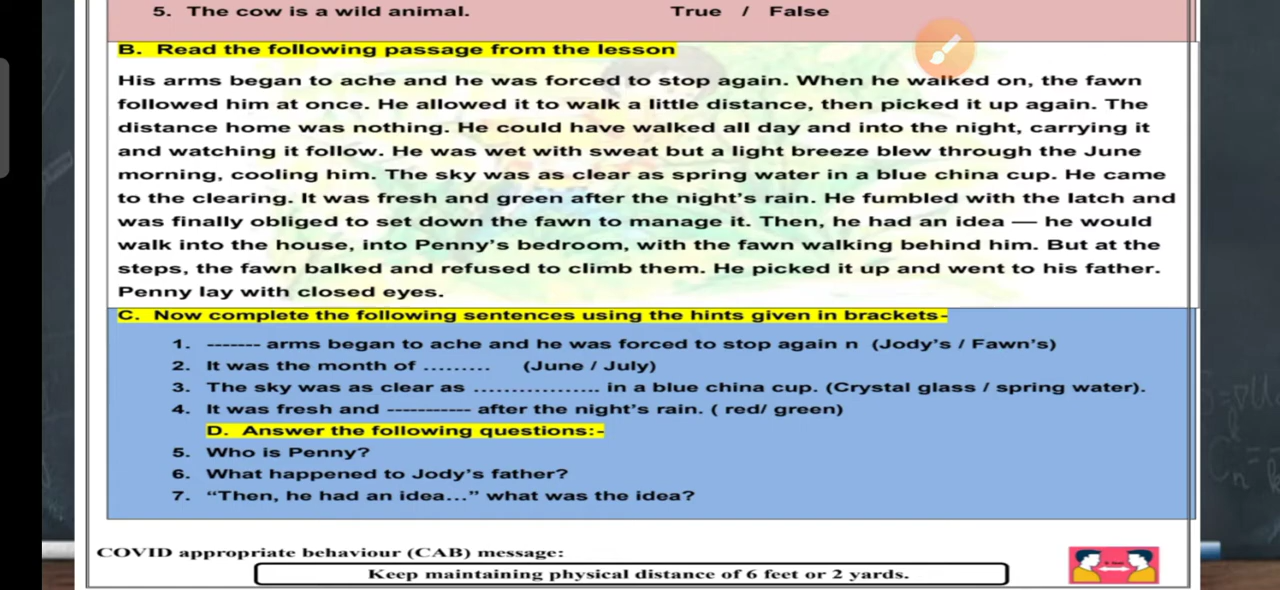 5. The cow is a wild animal. True / False
B. Read the following passage from the lesson
His arms began to ache and he was forced to stop again. When he walked on, the fawn
followed him at once. He allowed it to walk a little distance, then picked it up again. The
distance home was nothing. He could have walked all day and into the night, carrying it
and watching it follow. He was wet with sweat but a light breeze blew through the June
morning, cooling him. The sky was as clear as spring water in a blue china cup. He came
to the clearing. It was fresh and green after the night's rain. He fumbled with the latch and
was finally obliged to set down the fawn to manage it. Then, he had an idea — he would
walk into the house, into Penny's bedroom, with the fawn walking behind him. But at the
steps, the fawn balked and refused to climb them. He picked it up and went to his father.
Penny lay with closed eyes.
C. Now complete the following sentences using the hints given in brackets-
1. ------- arms began to ache and he was forced to stop again n (Jody's / Fawn's)
2. It was the month of ......... (June / July)
3. The sky was as clear as ................ in a blue china cup. (Crystal glass / spring water).
4. It was fresh and ----------- after the night's rain. ( red/ green)
D. Answer the following questions:-
5. Who is Penny?
6. What happened to Jody's father?
7. “Then, he had an idea...” what was the idea?
COVID appropriate behaviour (CAB) message:
Keep maintaining physical distance of 6 feet or 2 yards.